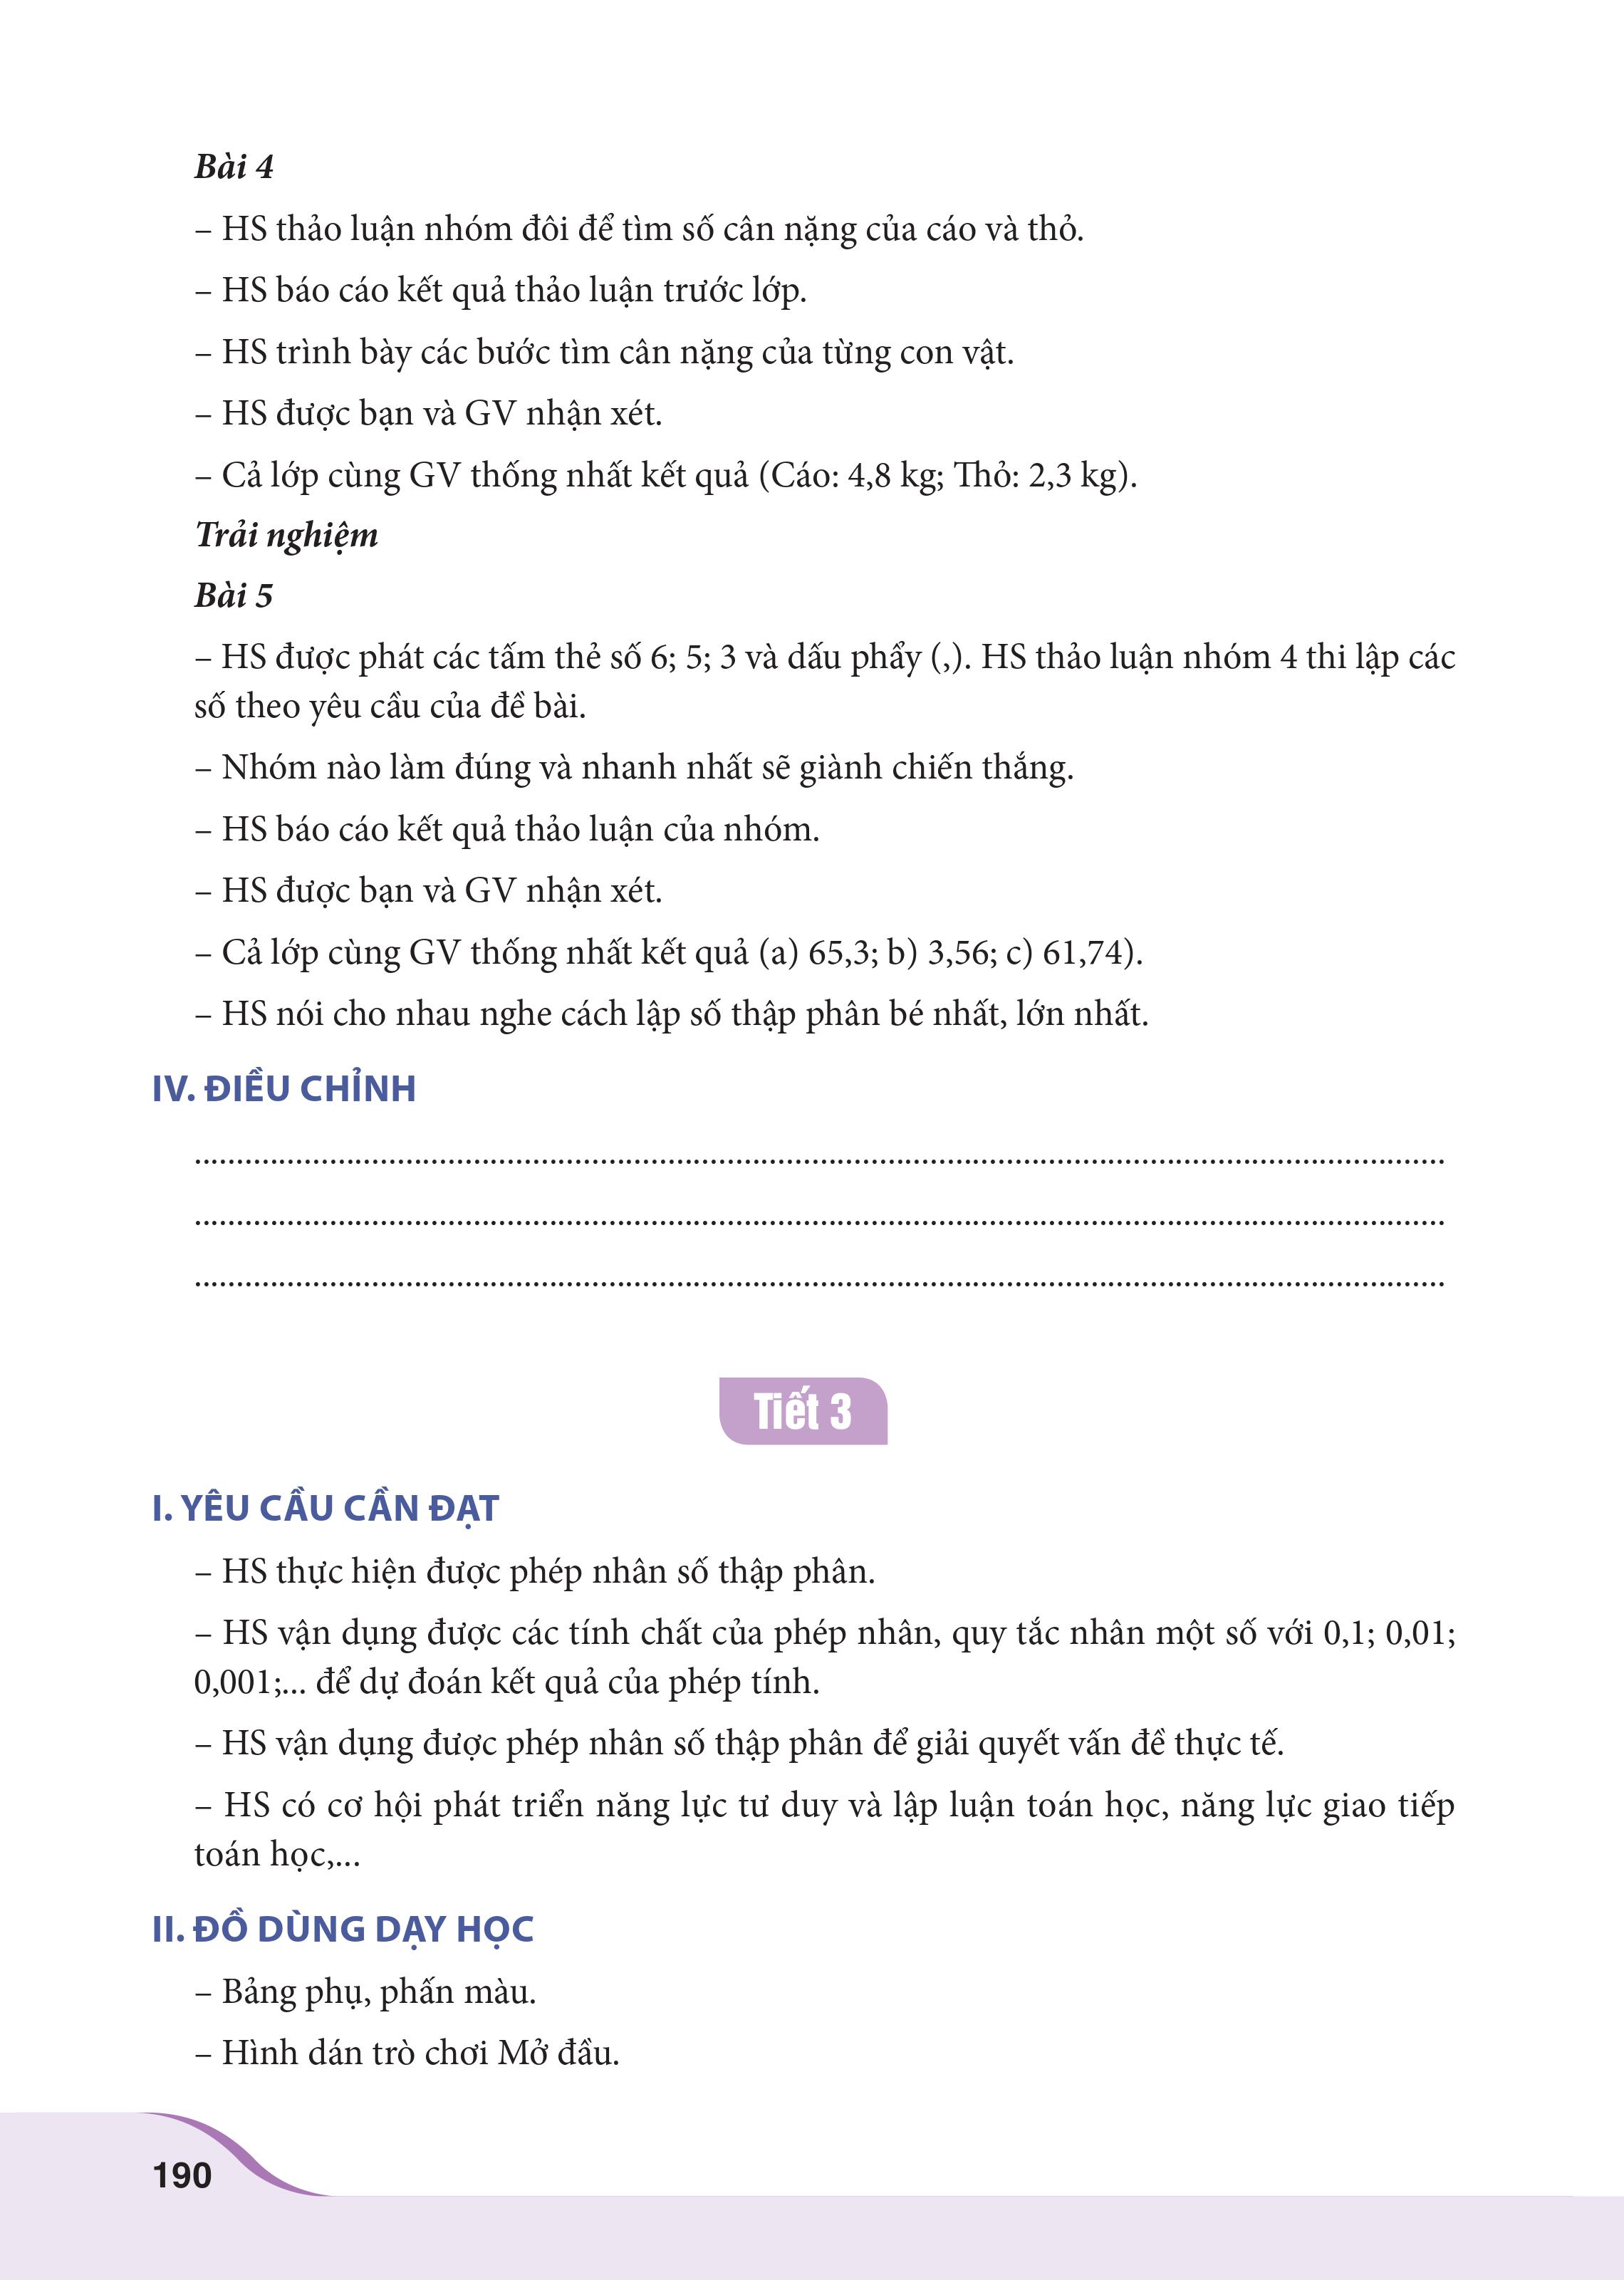 Bài 4
– HS thảo luận nhóm đôi để tìm số cân nặng của cáo và thỏ.
– HS báo cáo kết quả thảo luận trước lớp.
– HS trình bày các bước tìm cân nặng của từng con vật.
– HS được bạn và GV nhận xét.
– Cả lớp cùng GV thống nhất kết quả (Cáo: 4,8 kg; Thỏ: 2,3 kg).
Trải nghiệm
Bài 5
– HS được phát các tấm thẻ số 6; 5; 3 và dấu phẩy (,). HS thảo luận nhóm 4 thi lập các
số theo yêu cầu của đề bài.
– Nhóm nào làm đúng và nhanh nhất sẽ giành chiến thắng.
– HS báo cáo kết quả thảo luận của nhóm.
– HS được bạn và GV nhận xét.
– Cả lớp cùng GV thống nhất kết quả (a) 65,3; b) 3,56; c) 61,74).
– HS nói cho nhau nghe cách lập số thập phân bé nhất, lớn nhất.
IV. ĐIỀU CHỈNH
................................................................................
................................................................................
................................................................................
Tiết 3
I. YÊU CẦU CẦN ĐẠT
– HS thực hiện được phép nhân số thập phân.
– HS vận dụng được các tính chất của phép nhân, quy tắc nhân một số với 0,1; 0,01;
0,001;... để dự đoán kết quả của phép tính.
– HS vận dụng được phép nhân số thập phân để giải quyết vấn đề thực tế.
– HS có cơ hội phát triển năng lực tư duy và lập luận toán học, năng lực giao tiếp
toán học,...
II. ĐỒ DÙNG DẠY HỌC
– Bảng phụ, phấn màu.
– Hình dán trò chơi Mở đầu.
190